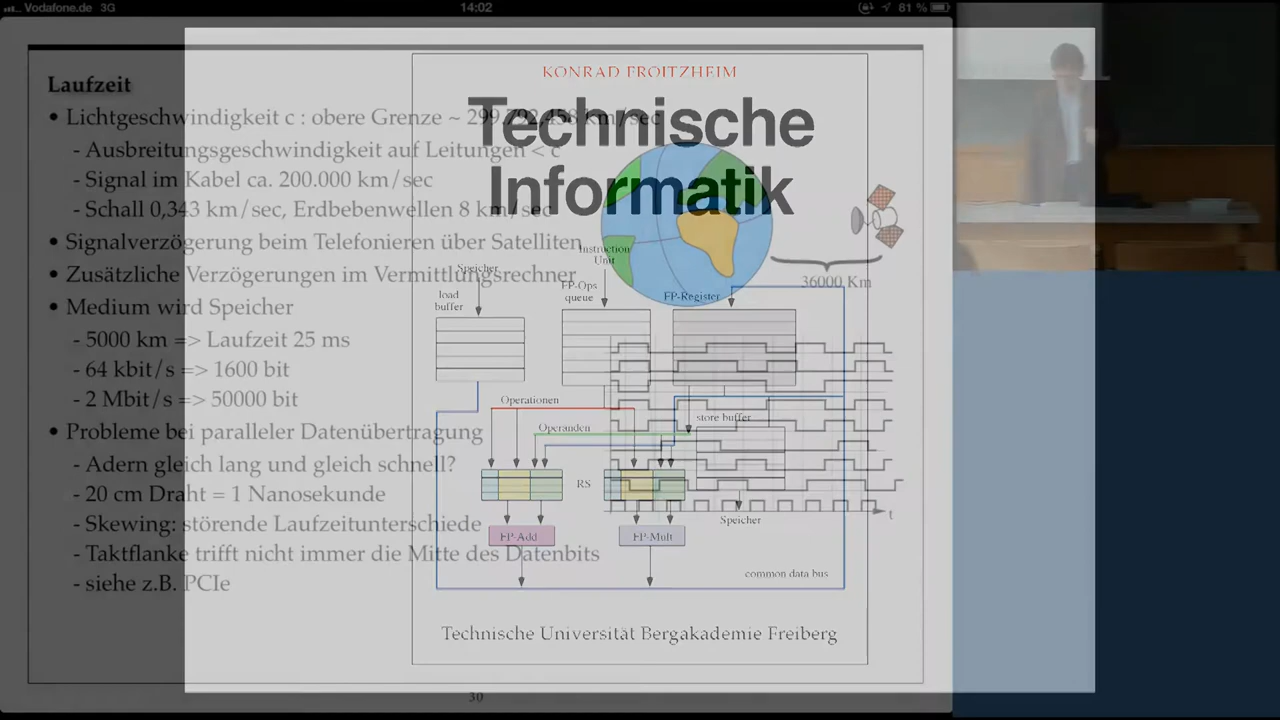 Vodafone.de 3G
14:02
81 %
KONRAD FROITZHEIM
Technische
Informatik
Laufzeit
• Lichtgeschwindigkeit c : obere Grenze ~ 299.792,458 km/sec
- Ausbreitungsgeschwindigkeit auf Leitungen < c
- Signal im Kabel ca. 200.000 km/sec
- Schall 0,343 km/sec, Erdbebenwellen 8 km/sec
• Signalverzögerung beim Telefonieren über Satelliten
• Zusätzliche Verzögerungen im Vermittlungsrechner
• Medium wird Speicher
- 5000 km => Laufzeit 25 ms
- 64 kbit/s => 1600 bit
- 2 Mbit/s => 50000 bit
• Probleme bei paralleler Datenübertragung
- Adern gleich lang und gleich schnell?
- 20 cm Draht = 1 Nanosekunde
- Skewing: störende Laufzeitunterschiede
- Taktflanke trifft nicht immer die Mitte des Datenbits
- siehe z.B. PCIe
36000 Km
t
30
Instruction
Unit
Speicher
load
buffer
FP-Ops
queue
FP-Register
Operationen
Operanden
store buffer
RS
Speicher
FP-Add
FP-Mult
common data bus
Technische Universität Bergakademie Freiberg